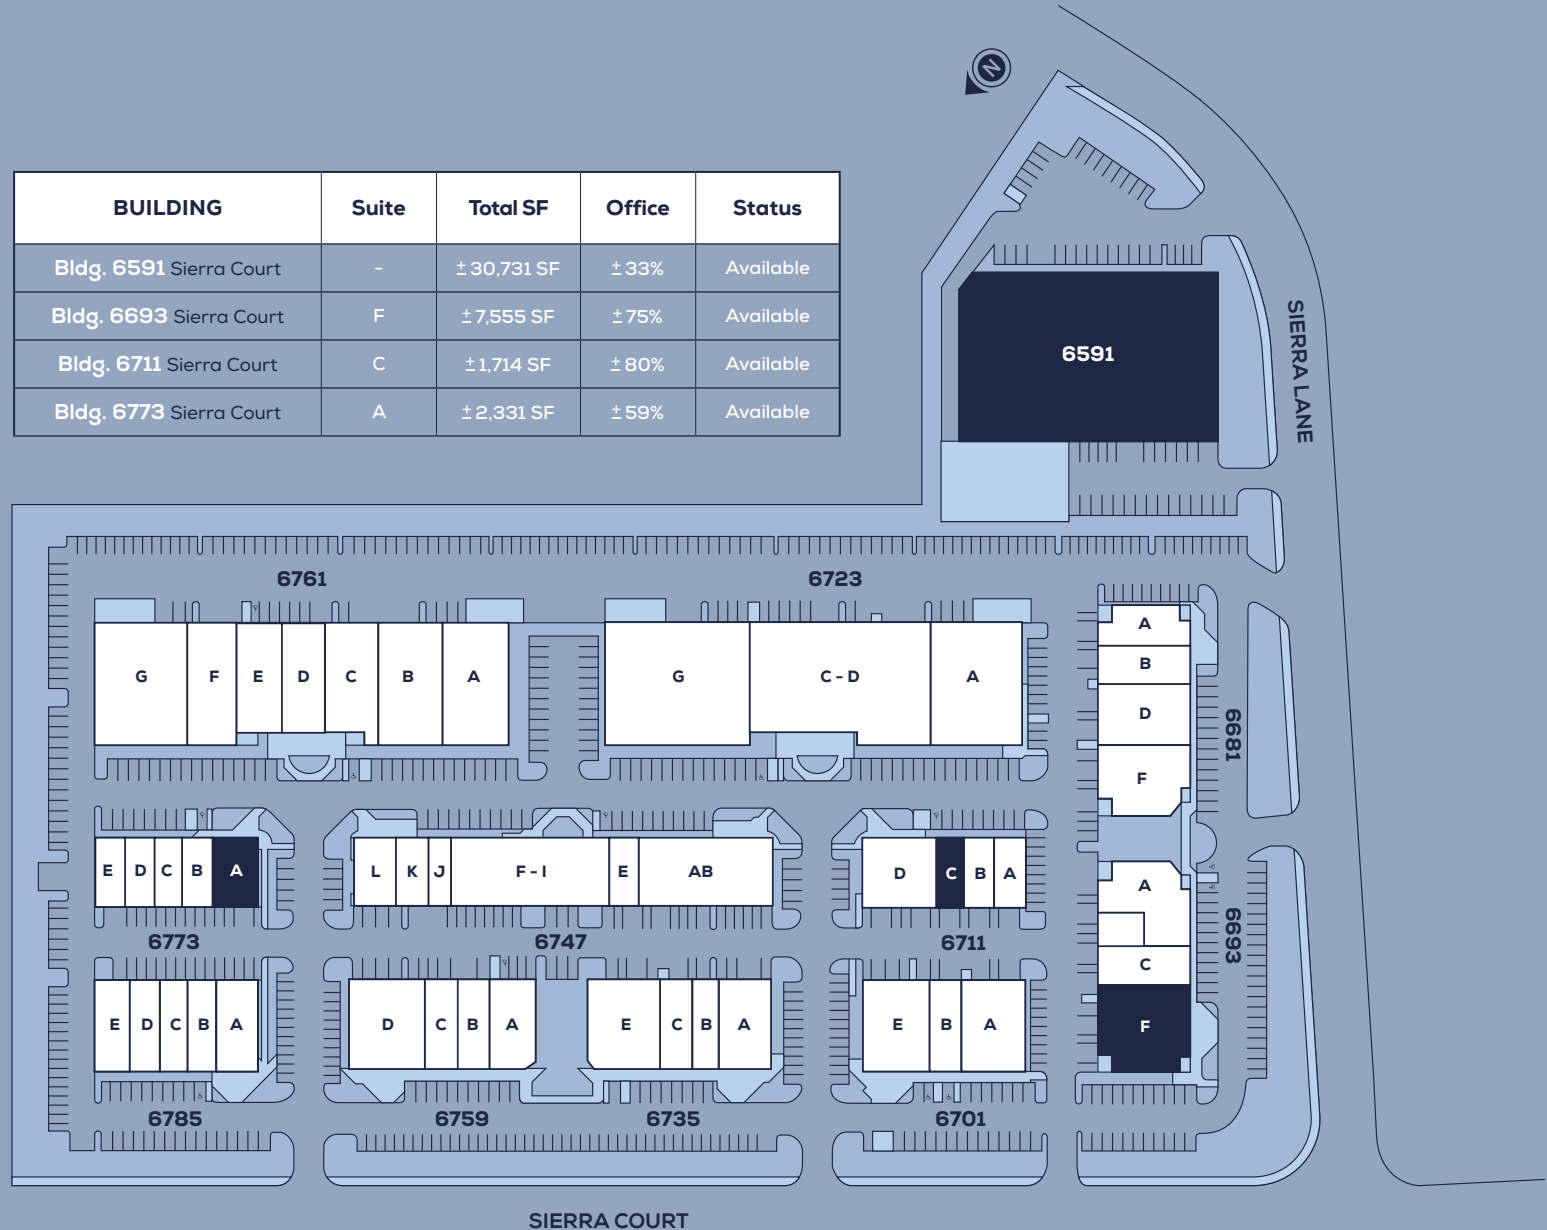 N
BUILDING Suite Total SF Office Status
Bldg. 6591 Sierra Court - ±30,731 SF ±33% Available
Bldg. 6693 Sierra Court F ±7,555 SF ±75% Available
Bldg. 6711 Sierra Court C ±1,714 SF ±80% Available
Bldg. 6773 Sierra Court A ±2,331 SF ±59% Available
6591
SIERRA LANE
6761
G F E D C B A
6723
G C - D A
A
B
D
F
6681
E D C B A
6773
L K J F - I E AB
6747
D C B A
6711
A
C
F
6693
E D C B A
6785
D C B A
6759
E C B A
6735
E B A
6701
SIERRA COURT